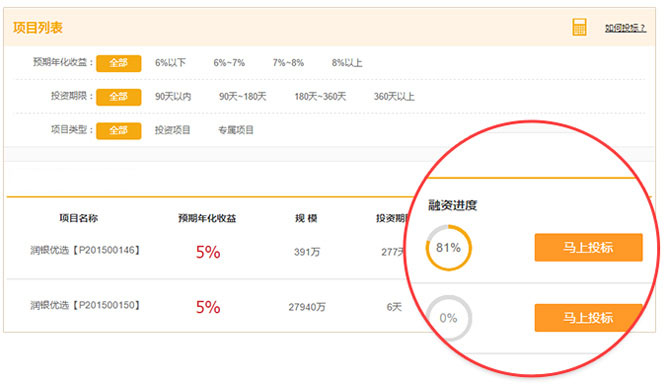 项目列表 如何投标？
预期年化收益： 全部 6%以下 6%~7% 7%~8% 8%以上
投资期限： 全部 90天以内 90天~180天 180天~360天 360天以上
项目类型： 全部 投资项目 专属项目
项目名称 预期年化收益 规 模 投资期 融资进度
润银优选【P201500146】 5% 391万 277天 81% 马上投标
润银优选【P201500150】 5% 27940万 6天 0% 马上投标